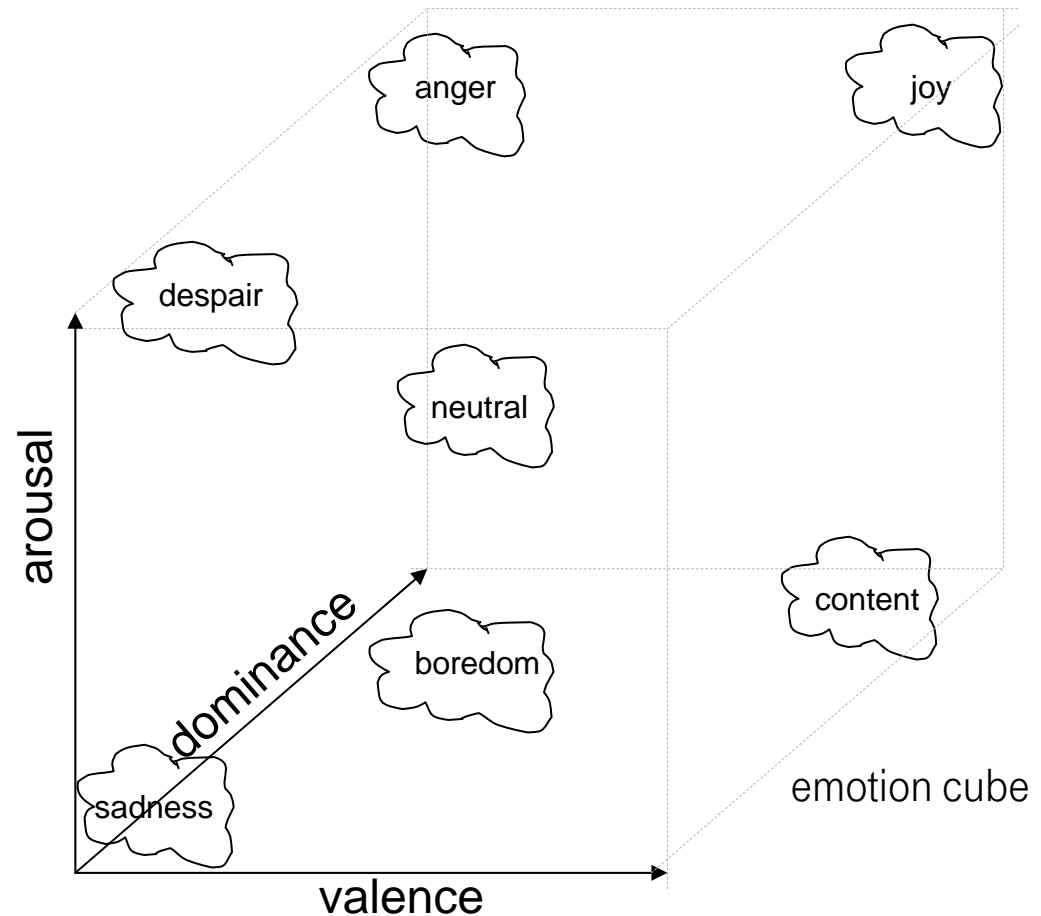 anger
joy
despair
neutral
arousal
content
dominance
boredom
emotion cube
sadness
valence